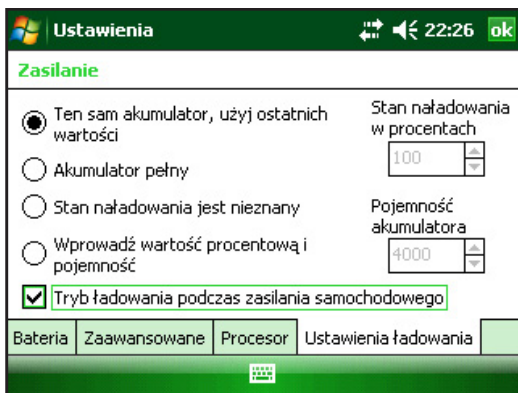 Ustawienia 22:26 ok
Zasilanie
Ten sam akumulator, użyj ostatnich
wartości
Akumulator pełny
Stan naładowania jest nieznany
Wprowadź wartość procentową i
pojemność
Stan naładowania
w procentach
100
Pojemność
akumulatora
4000
Tryb ładowania podczas zasilania samochodowego
Bateria Zaawansowane Procesor Ustawienia ładowania